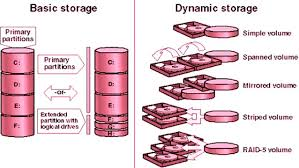 Basic storage
Primary
partitions
C:
D:
E:
F:
Primary
partitions
-or-
Extended
partition with
logical drives
C:
D:
E:
F:
Dynamic storage
Simple volume
Spanned volume
Mirrored volume
Striped volume
RAID-5 volume